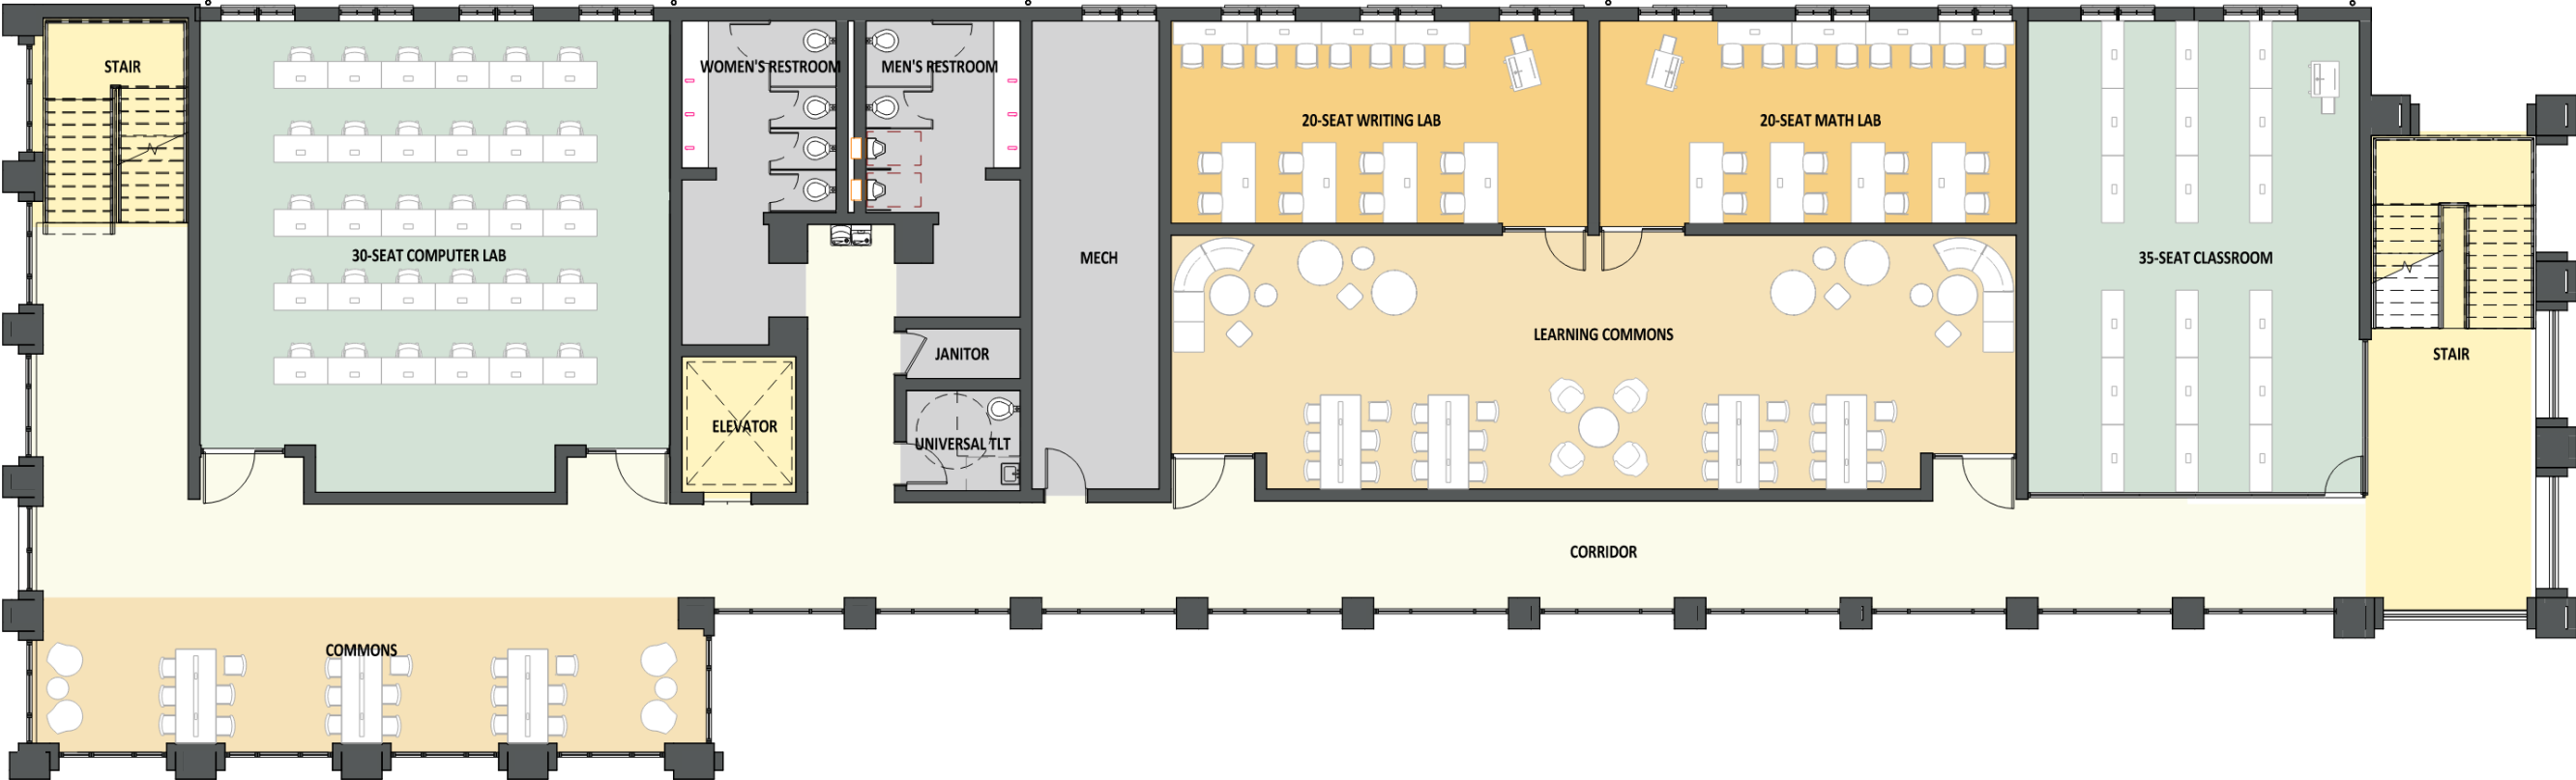 STAIR
WOMEN'S RESTROOM
MEN'S RESTROOM
20-SEAT WRITING LAB
20-SEAT MATH LAB
30-SEAT COMPUTER LAB
MECH
35-SEAT CLASSROOM
LEARNING COMMONS
JANITOR
STAIR
ELEVATOR
UNIVERSAL TLT
CORRIDOR
COMMONS